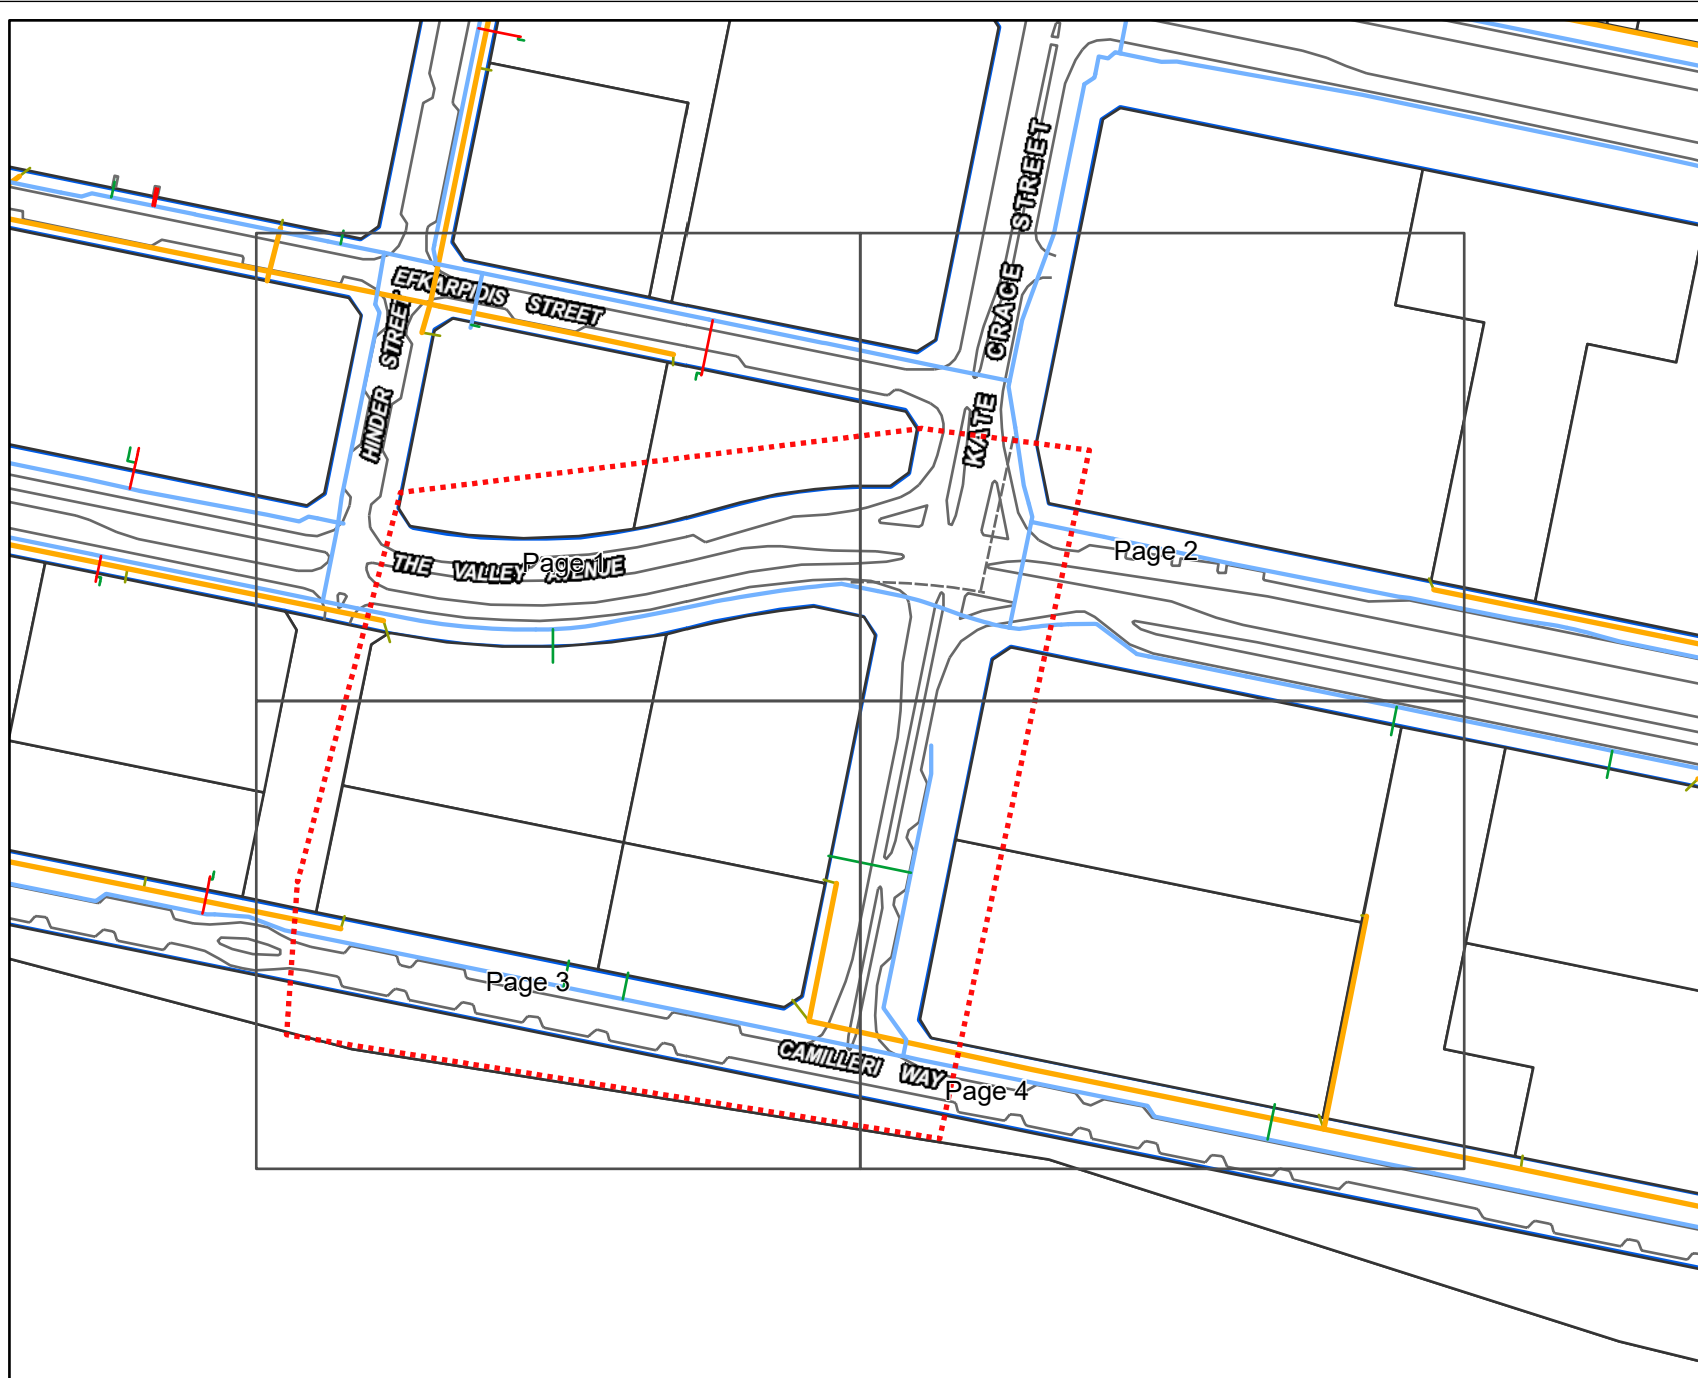 KATE CRACE STREET
EFKARPIDIS STREET
HINDER STREET
THE VALLEY AVENUE
Page 1
Page 2
Page 3
CAMILLERI WAY
Page 4